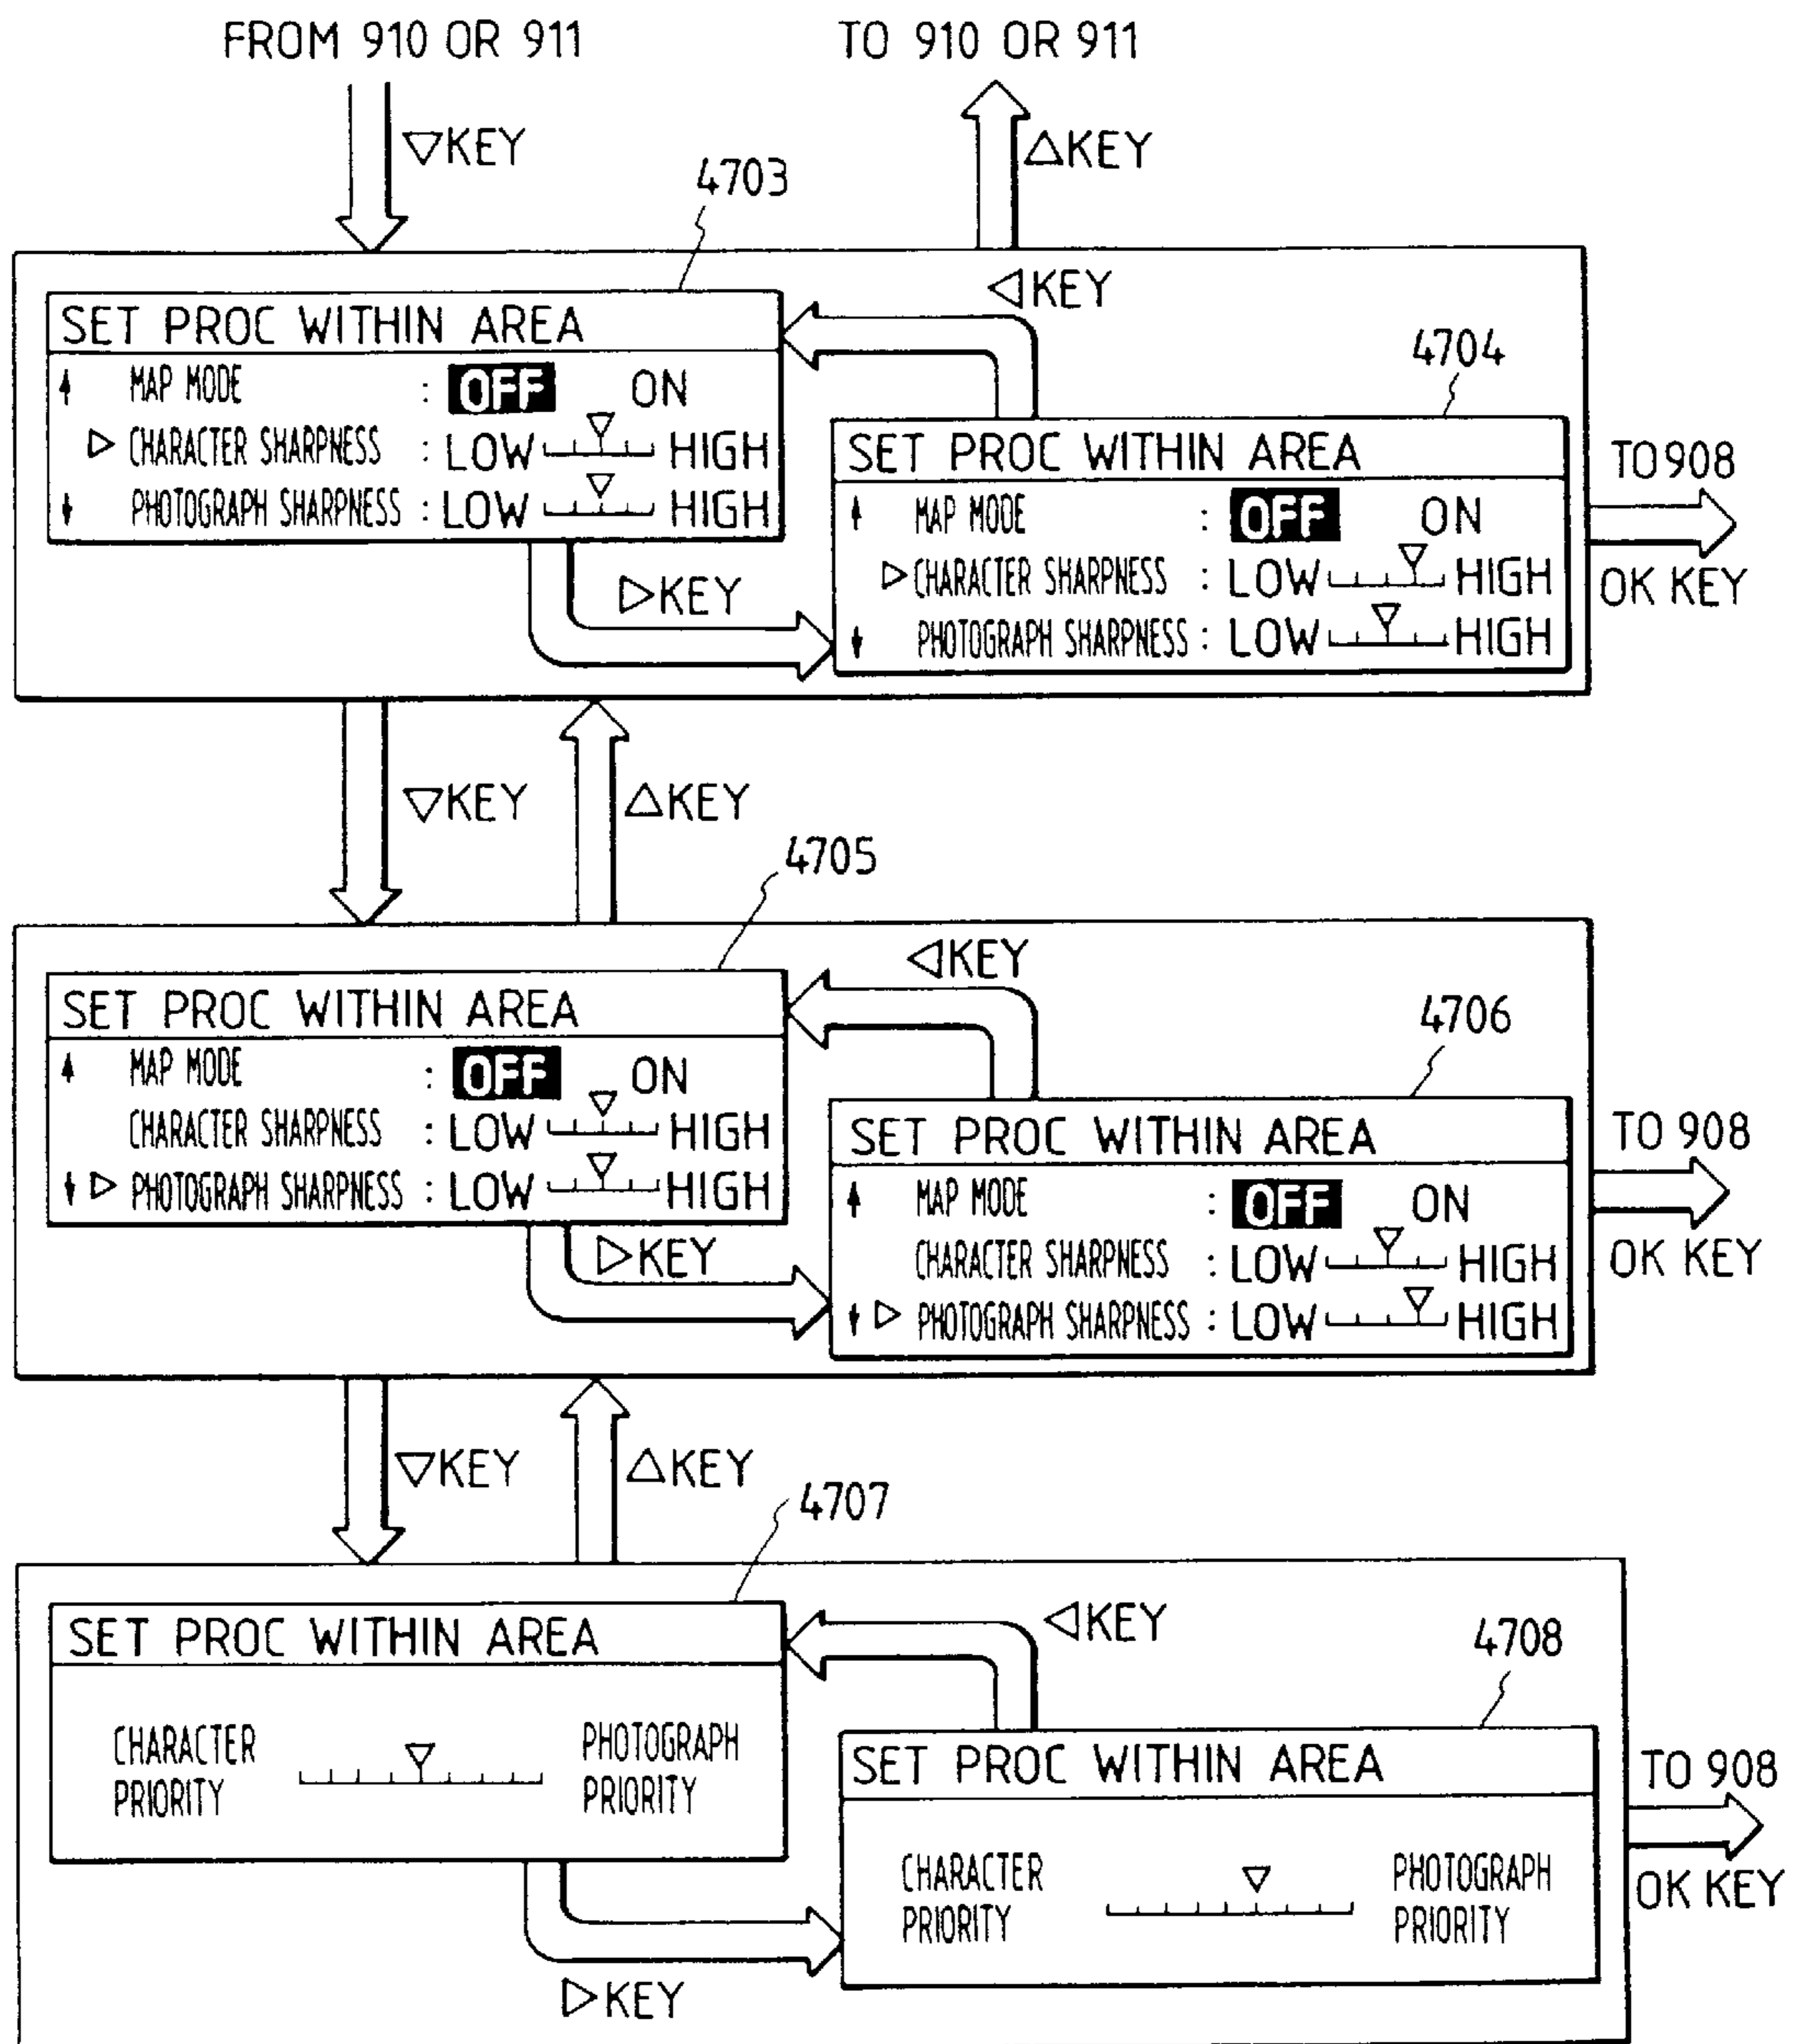 FROM 910 OR 911
TO 910 OR 911
▽KEY
△KEY
4703
◁KEY
SET PROC WITHIN AREA
↑ MAP MODE : OFF ON
▷ CHARACTER SHARPNESS : LOW HIGH
↓ PHOTOGRAPH SHARPNESS : LOW HIGH
4704
SET PROC WITHIN AREA
↑ MAP MODE : OFF ON
▷ CHARACTER SHARPNESS : LOW HIGH
↓ PHOTOGRAPH SHARPNESS : LOW HIGH
▷KEY
TO 908
OK KEY
▽KEY
△KEY
4705
◁KEY
SET PROC WITHIN AREA
↑ MAP MODE : OFF ON
CHARACTER SHARPNESS : LOW HIGH
↓ ▷ PHOTOGRAPH SHARPNESS : LOW HIGH
4706
SET PROC WITHIN AREA
↑ MAP MODE : OFF ON
CHARACTER SHARPNESS : LOW HIGH
↓ ▷ PHOTOGRAPH SHARPNESS : LOW HIGH
▷KEY
TO 908
OK KEY
▽KEY
△KEY
4707
◁KEY
SET PROC WITHIN AREA
CHARACTER PRIORITY
PHOTOGRAPH PRIORITY
4708
SET PROC WITHIN AREA
CHARACTER PRIORITY
PHOTOGRAPH PRIORITY
▷KEY
TO 908
OK KEY